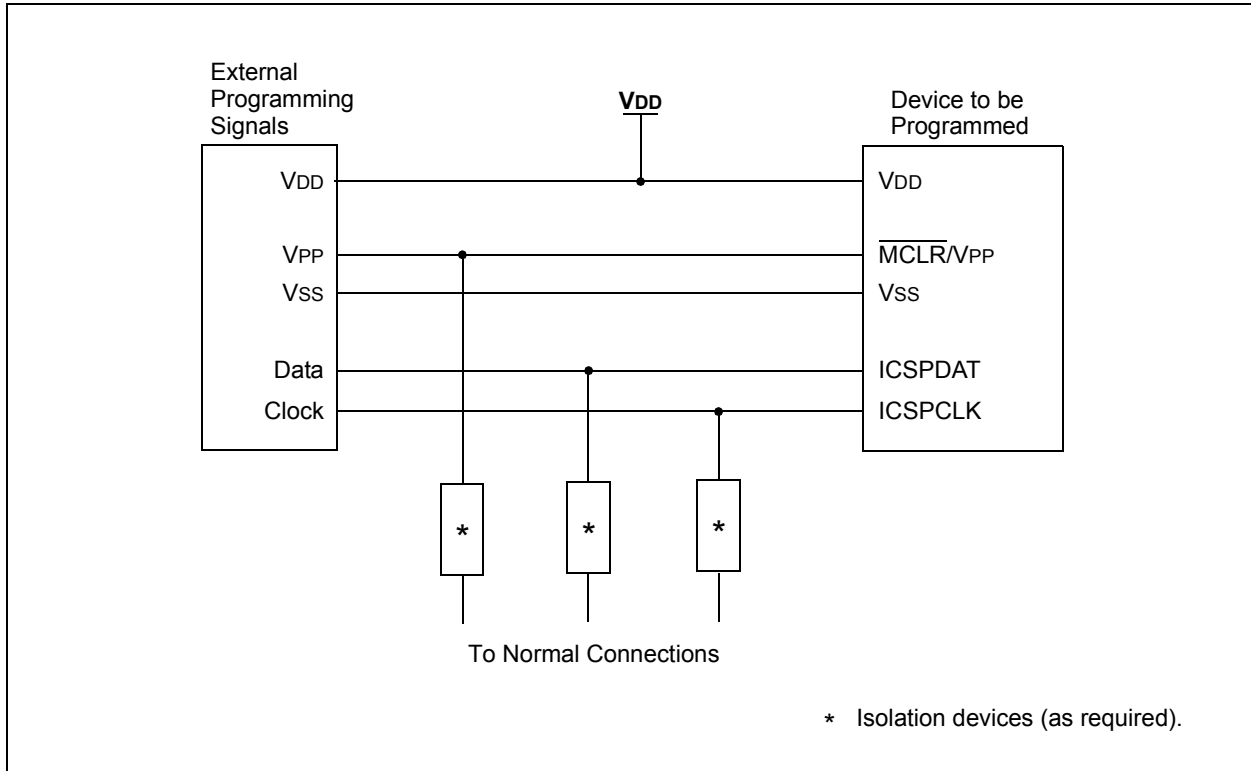 External
Programming
Signals
VDD
Device to be
Programmed
VDD
VDD
VPP
MCLR/VPP
VSS
VSS
Data
ICSPDAT
Clock
ICSPCLK
* * *
To Normal Connections
* Isolation devices (as required).